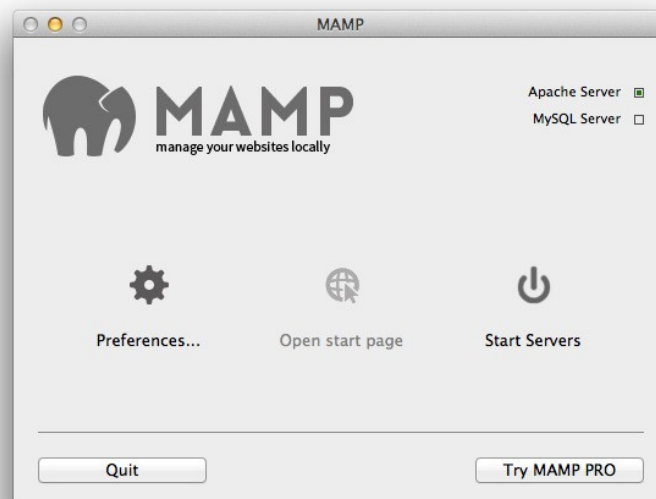 MAMP
MAMP
manage your websites locally
Apache Server
MySQL Server
Preferences...
Open start page
Start Servers
Quit
Try MAMP PRO